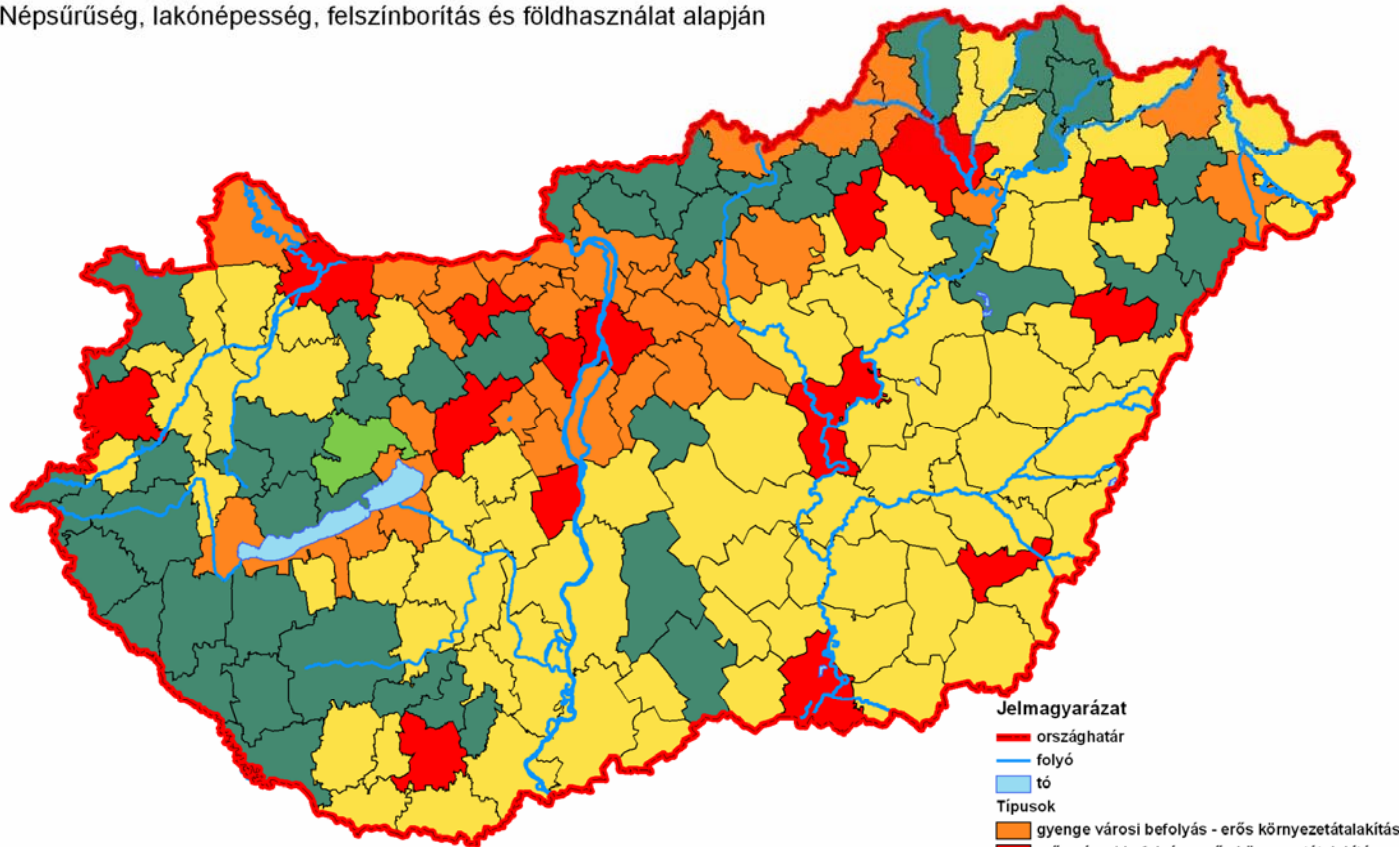 Népsűrűség, lakónépesség, felszínborítás és földhasználat alapján
Jelmagyarázat
országhatár
folyó
tó
Típusok
gyenge városi befolyás - erős környezetátalakítás